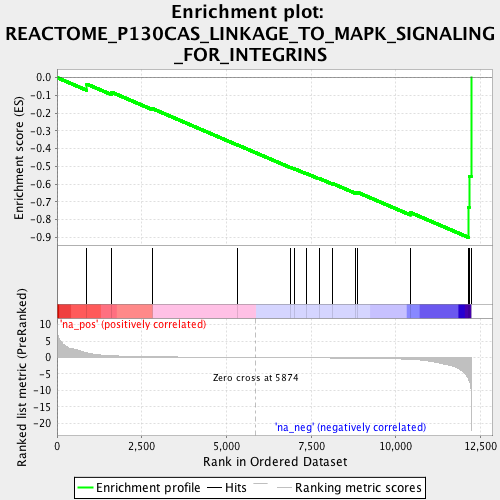 Enrichment plot:
REACTOME_P130CAS_LINKAGE_TO_MAPK_SIGNALING
_FOR_INTEGRINS
Enrichment score (ES)
0.0
-0.1
-0.2
-0.3
-0.4
-0.5
-0.6
-0.7
-0.8
-0.9
'na_pos' (positively correlated)
Ranked list metric (PreRanked)
10
5
0
-5
-10
-15
-20
Zero cross at 5874
'na_neg' (negatively correlated)
0
2,500
5,000
7,500
10,000
12,500
Rank in Ordered Dataset
Enrichment profile
Hits
Ranking metric scores